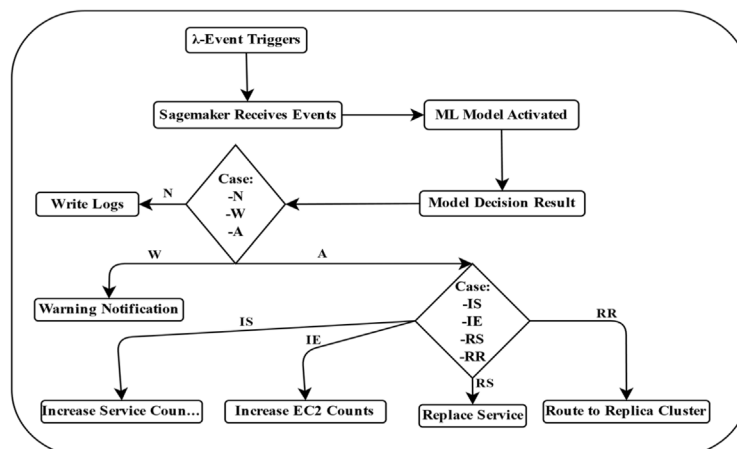 λ-Event Triggers
Sagemaker Receives Events
ML Model Activated
Case:
-N
-W
-A
N
Write Logs
Model Decision Result
W
A
Warning Notification
Case:
-IS
-IE
-RS
-RR
IS
IE
RS
RR
Increase Service Coun...
Increase EC2 Counts
Replace Service
Route to Replica Cluster